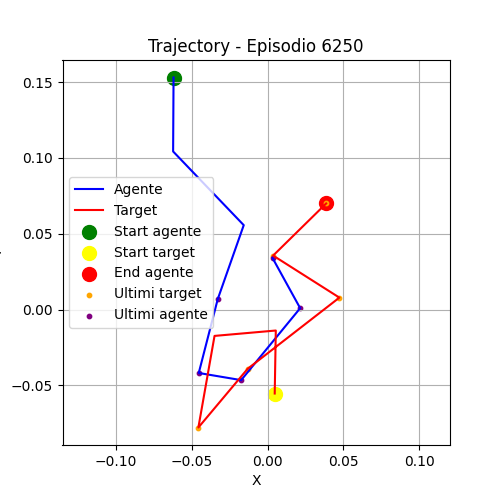 Trajectory - Episodio 6250
0.15
0.10
0.05
0.00
−0.05
Agente
Target
Start agente
Start target
End agente
Ultimi target
Ultimi agente
−0.10
−0.05
0.00
0.05
0.10
X